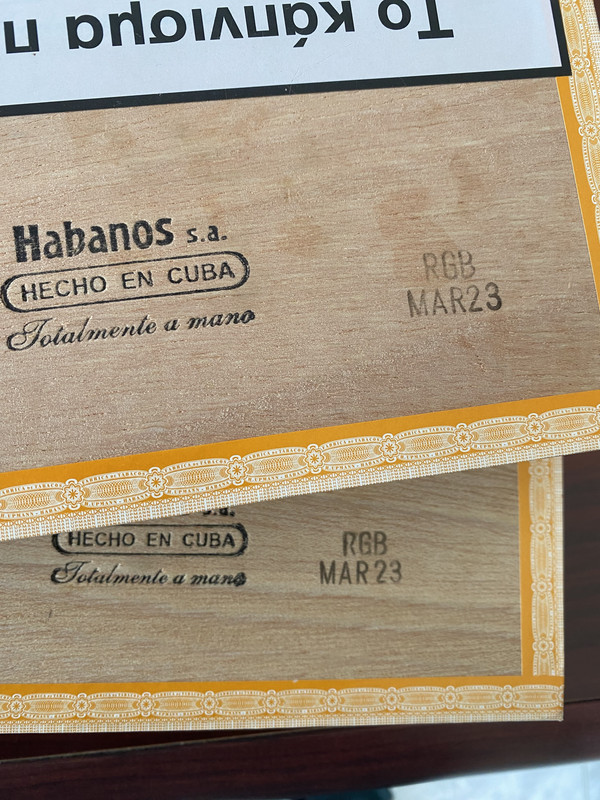 Το κάπνισμα π
Habanos s.a.
HECHO EN CUBA
Totalmente a mano
RGB
MAR23
s.a.
HECHO EN CUBA
Totalmente a mano
RGB
MAR23